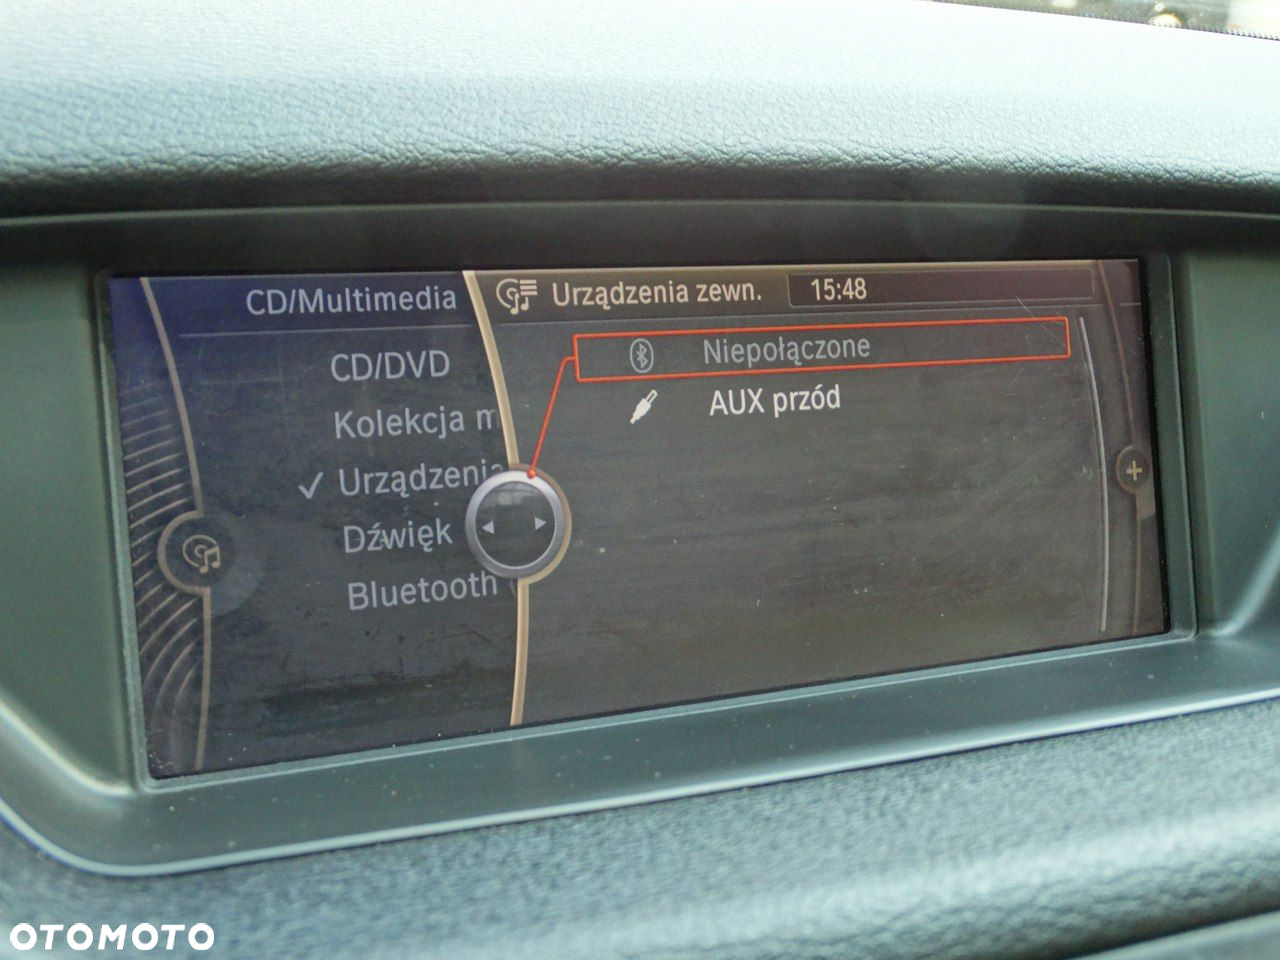 CD/Multimedia
CD/DVD
Kolekcja m
✓ Urządzenia
Dźwięk
Bluetooth
Urządzenia zewn.
15:48
Niepołączone
AUX przód
+
OTOMOTO